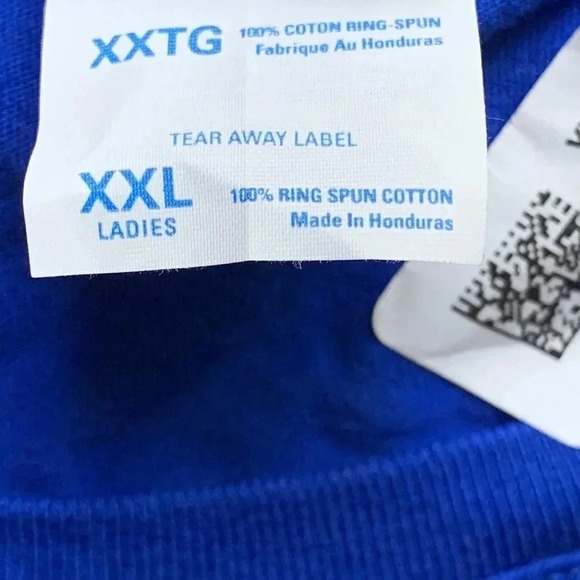 XXTG 100% COTON RING-SPUN
Fabrique Au Honduras
TEAR AWAY LABEL
XXL 100% RING SPUN COTTON
LADIES Made In Honduras